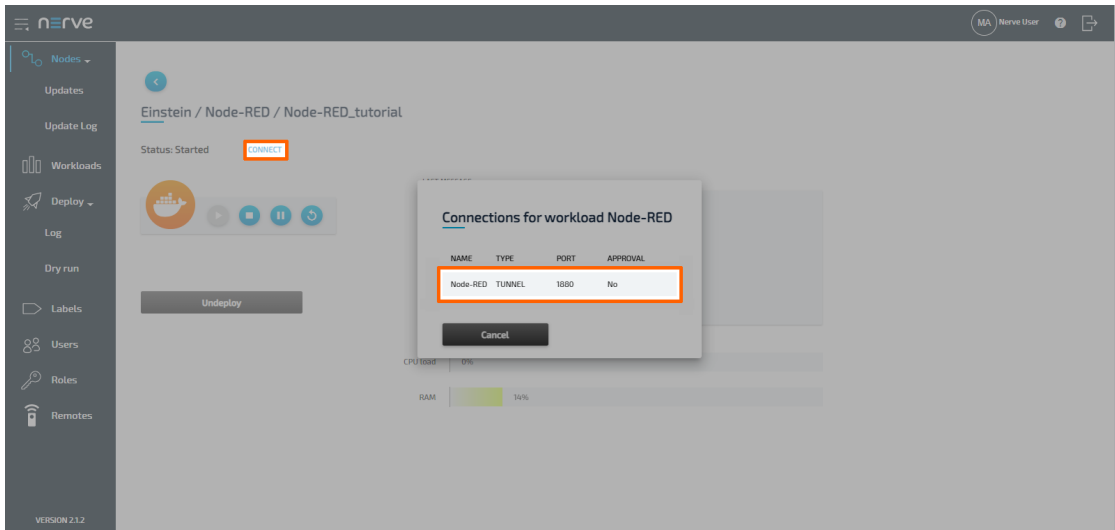 nerve
MA Nerve User
Nodes
Updates
Update Log
Workloads
Deploy
Log
Dry run
Labels
Users
Roles
Remotes
VERSION 2.1.2
Einstein / Node-RED / Node-RED_tutorial
Status: Started CONNECT
Undeploy
Connections for workload Node-RED
NAME TYPE PORT APPROVAL
Node-RED TUNNEL 1880 No
Cancel
CPU load 0%
RAM 14%